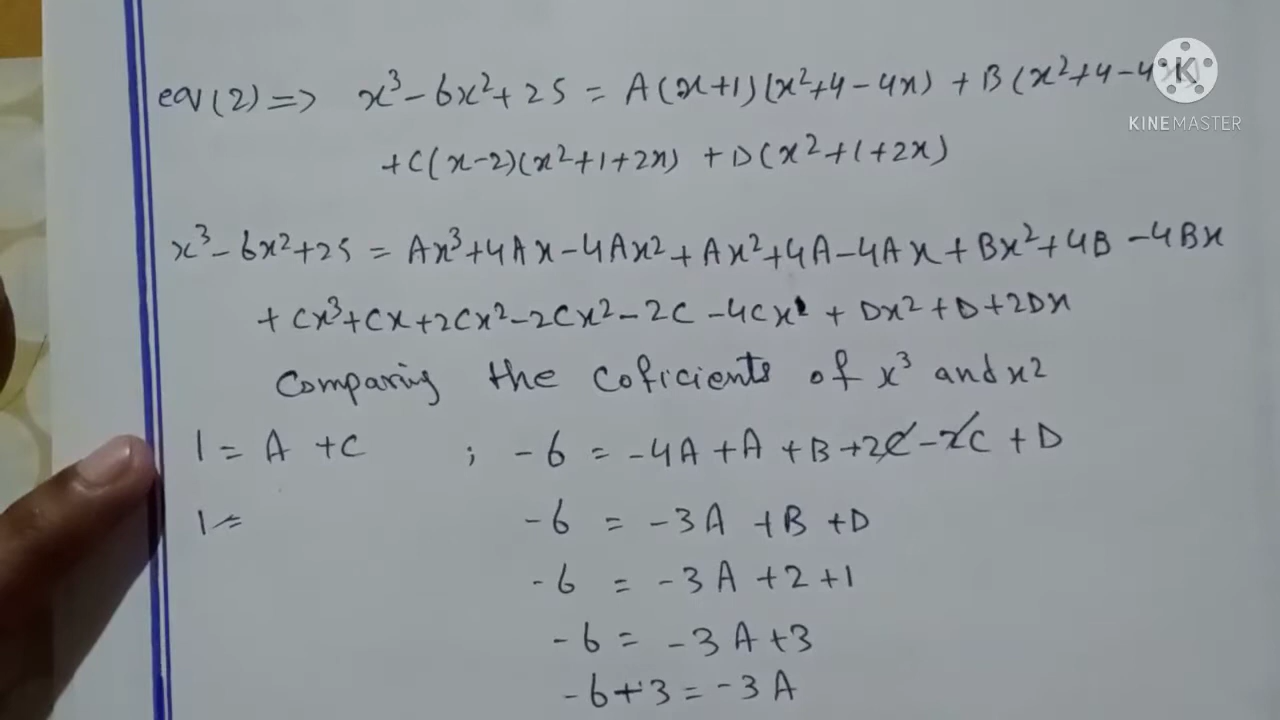 eq(2) => x³ - 6x² + 25 = A(x+1)(x²+4-4x) + B(x²+4-4x)
+ C(x-2)(x²+1+2x) + D(x²+1+2x)
KINEMASTER
x³ - 6x² + 25 = Ax³ + 4Ax - 4Ax² + Ax² + 4A - 4Ax + Bx² + 4B - 4Bx
+ Cx³ + Cx + 2Cx² - 2Cx² - 2C - 4Cx + Dx² + D + 2Dx
Comparing the coficients of x³ and x²
1 = A + C ; -6 = -4A + A + B + 2C - 2C + D
1 = -6 = -3A + B + D
-6 = -3A + 2 + 1
-6 = -3A + 3
-6 + 3 = -3A